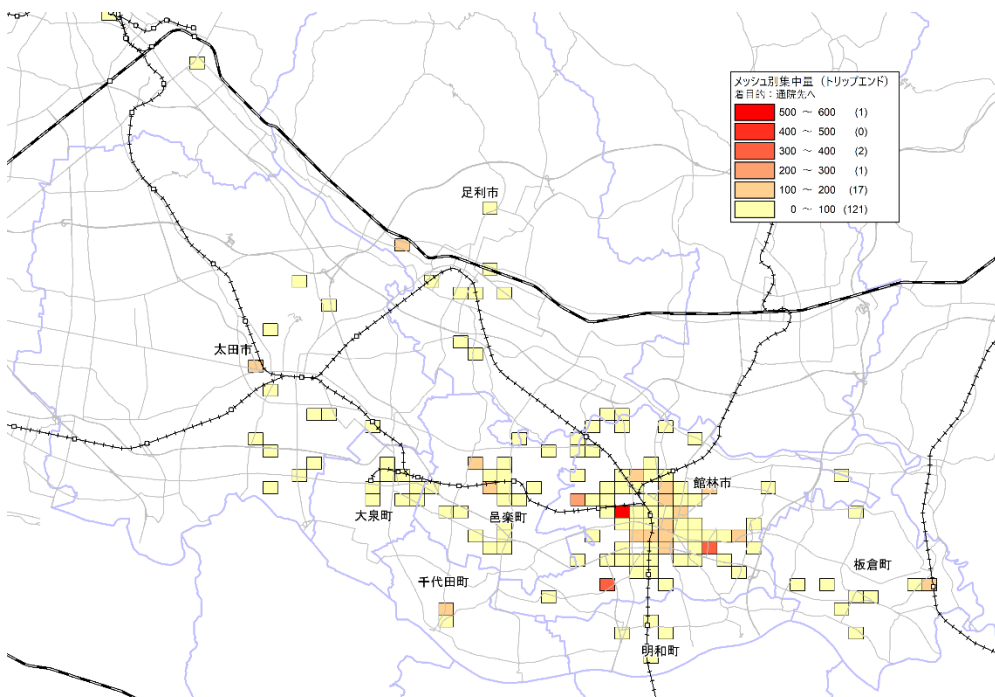 メッシュ別集中量（トリップエンド）
着目的：通院先へ
500 ～ 600 (1)
400 ～ 500 (0)
300 ～ 400 (2)
200 ～ 300 (1)
100 ～ 200 (17)
0 ～ 100 (121)
足利市
太田市
館林市
大泉町
邑楽町
板倉町
千代田町
明和町